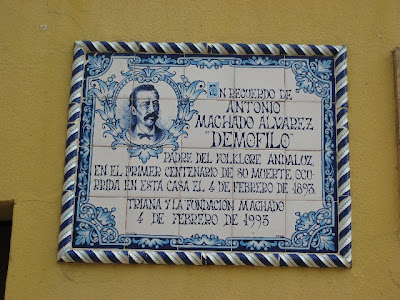 EN RECUERDO DE
ANTONIO
MACHADO ALVAREZ
"DEMOFILO"
PADRE DEL FOLKLORE ANDALUZ,
EN EL PRIMER CENTENARIO DE SU MUERTE, OCU-
RRIDA EN ESTA CASA EL 4 DE FEBRERO DE 1893.
TRIANA Y LA FUNDACIÓN MACHADO
4 DE FEBRERO DE 1993